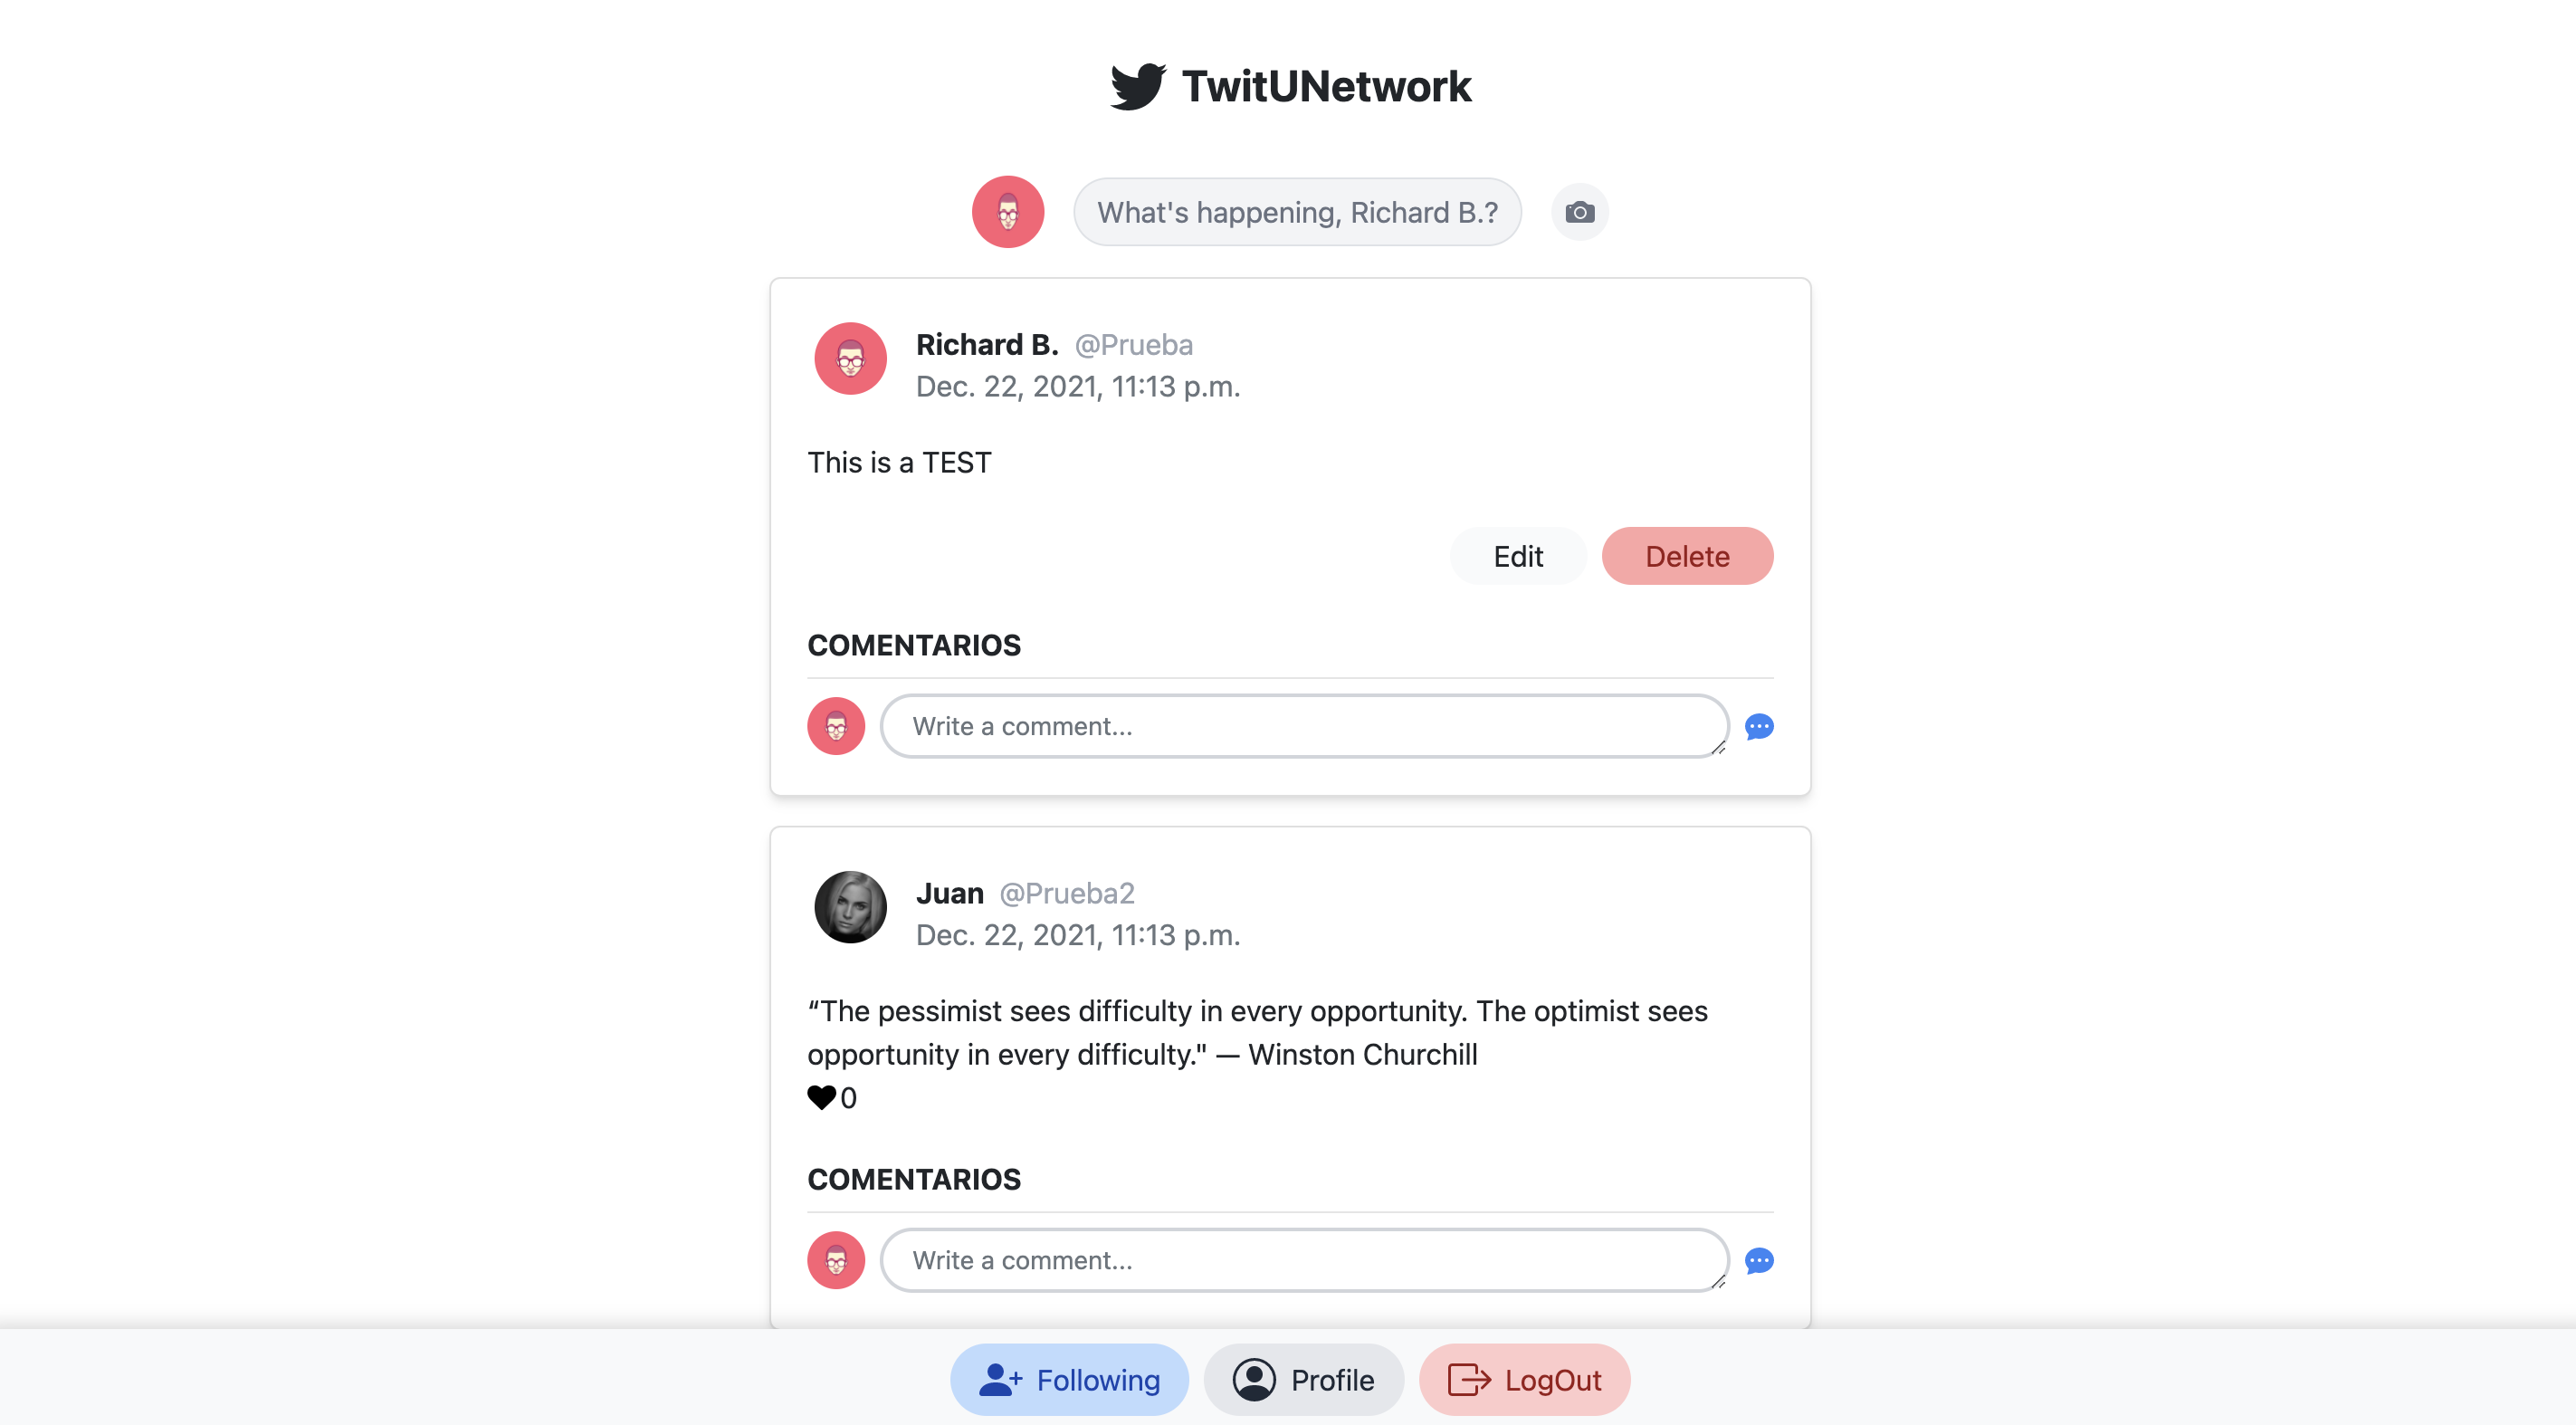 TwitUNetwork
What's happening, Richard B.?
Richard B. @Prueba
Dec. 22, 2021, 11:13 p.m.
This is a TEST
Edit Delete
COMENTARIOS
Write a comment...
Juan @Prueba2
Dec. 22, 2021, 11:13 p.m.
“The pessimist sees difficulty in every opportunity. The optimist sees
opportunity in every difficulty." — Winston Churchill
0
COMENTARIOS
Write a comment...
Following Profile LogOut